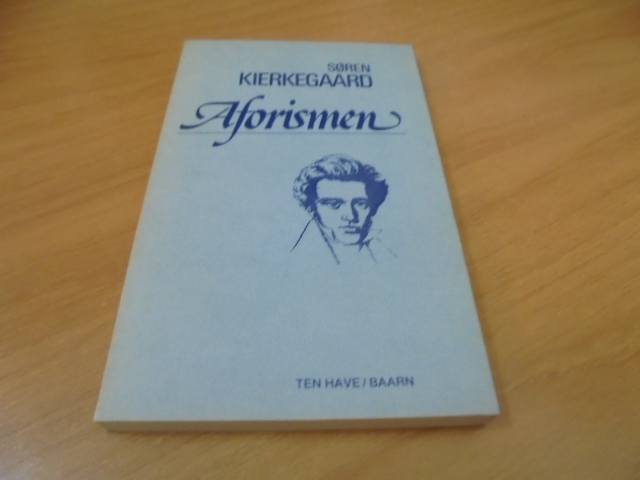 SØREN
KIERKEGAARD
Aforismen
TEN HAVE / BAARN